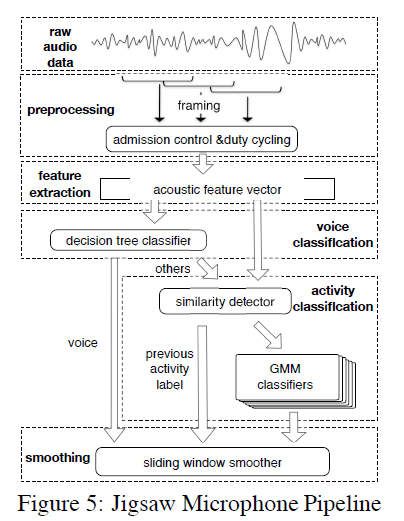 raw
audio
data
preprocessing
framing
admission control &duty cycling
feature
extraction
acoustic feature vector
voice
classification
decision tree classifier
others
activity
classification
similarity detector
voice
previous
activity
label
GMM
classifiers
smoothing
sliding window smoother
Figure 5: Jigsaw Microphone Pipeline